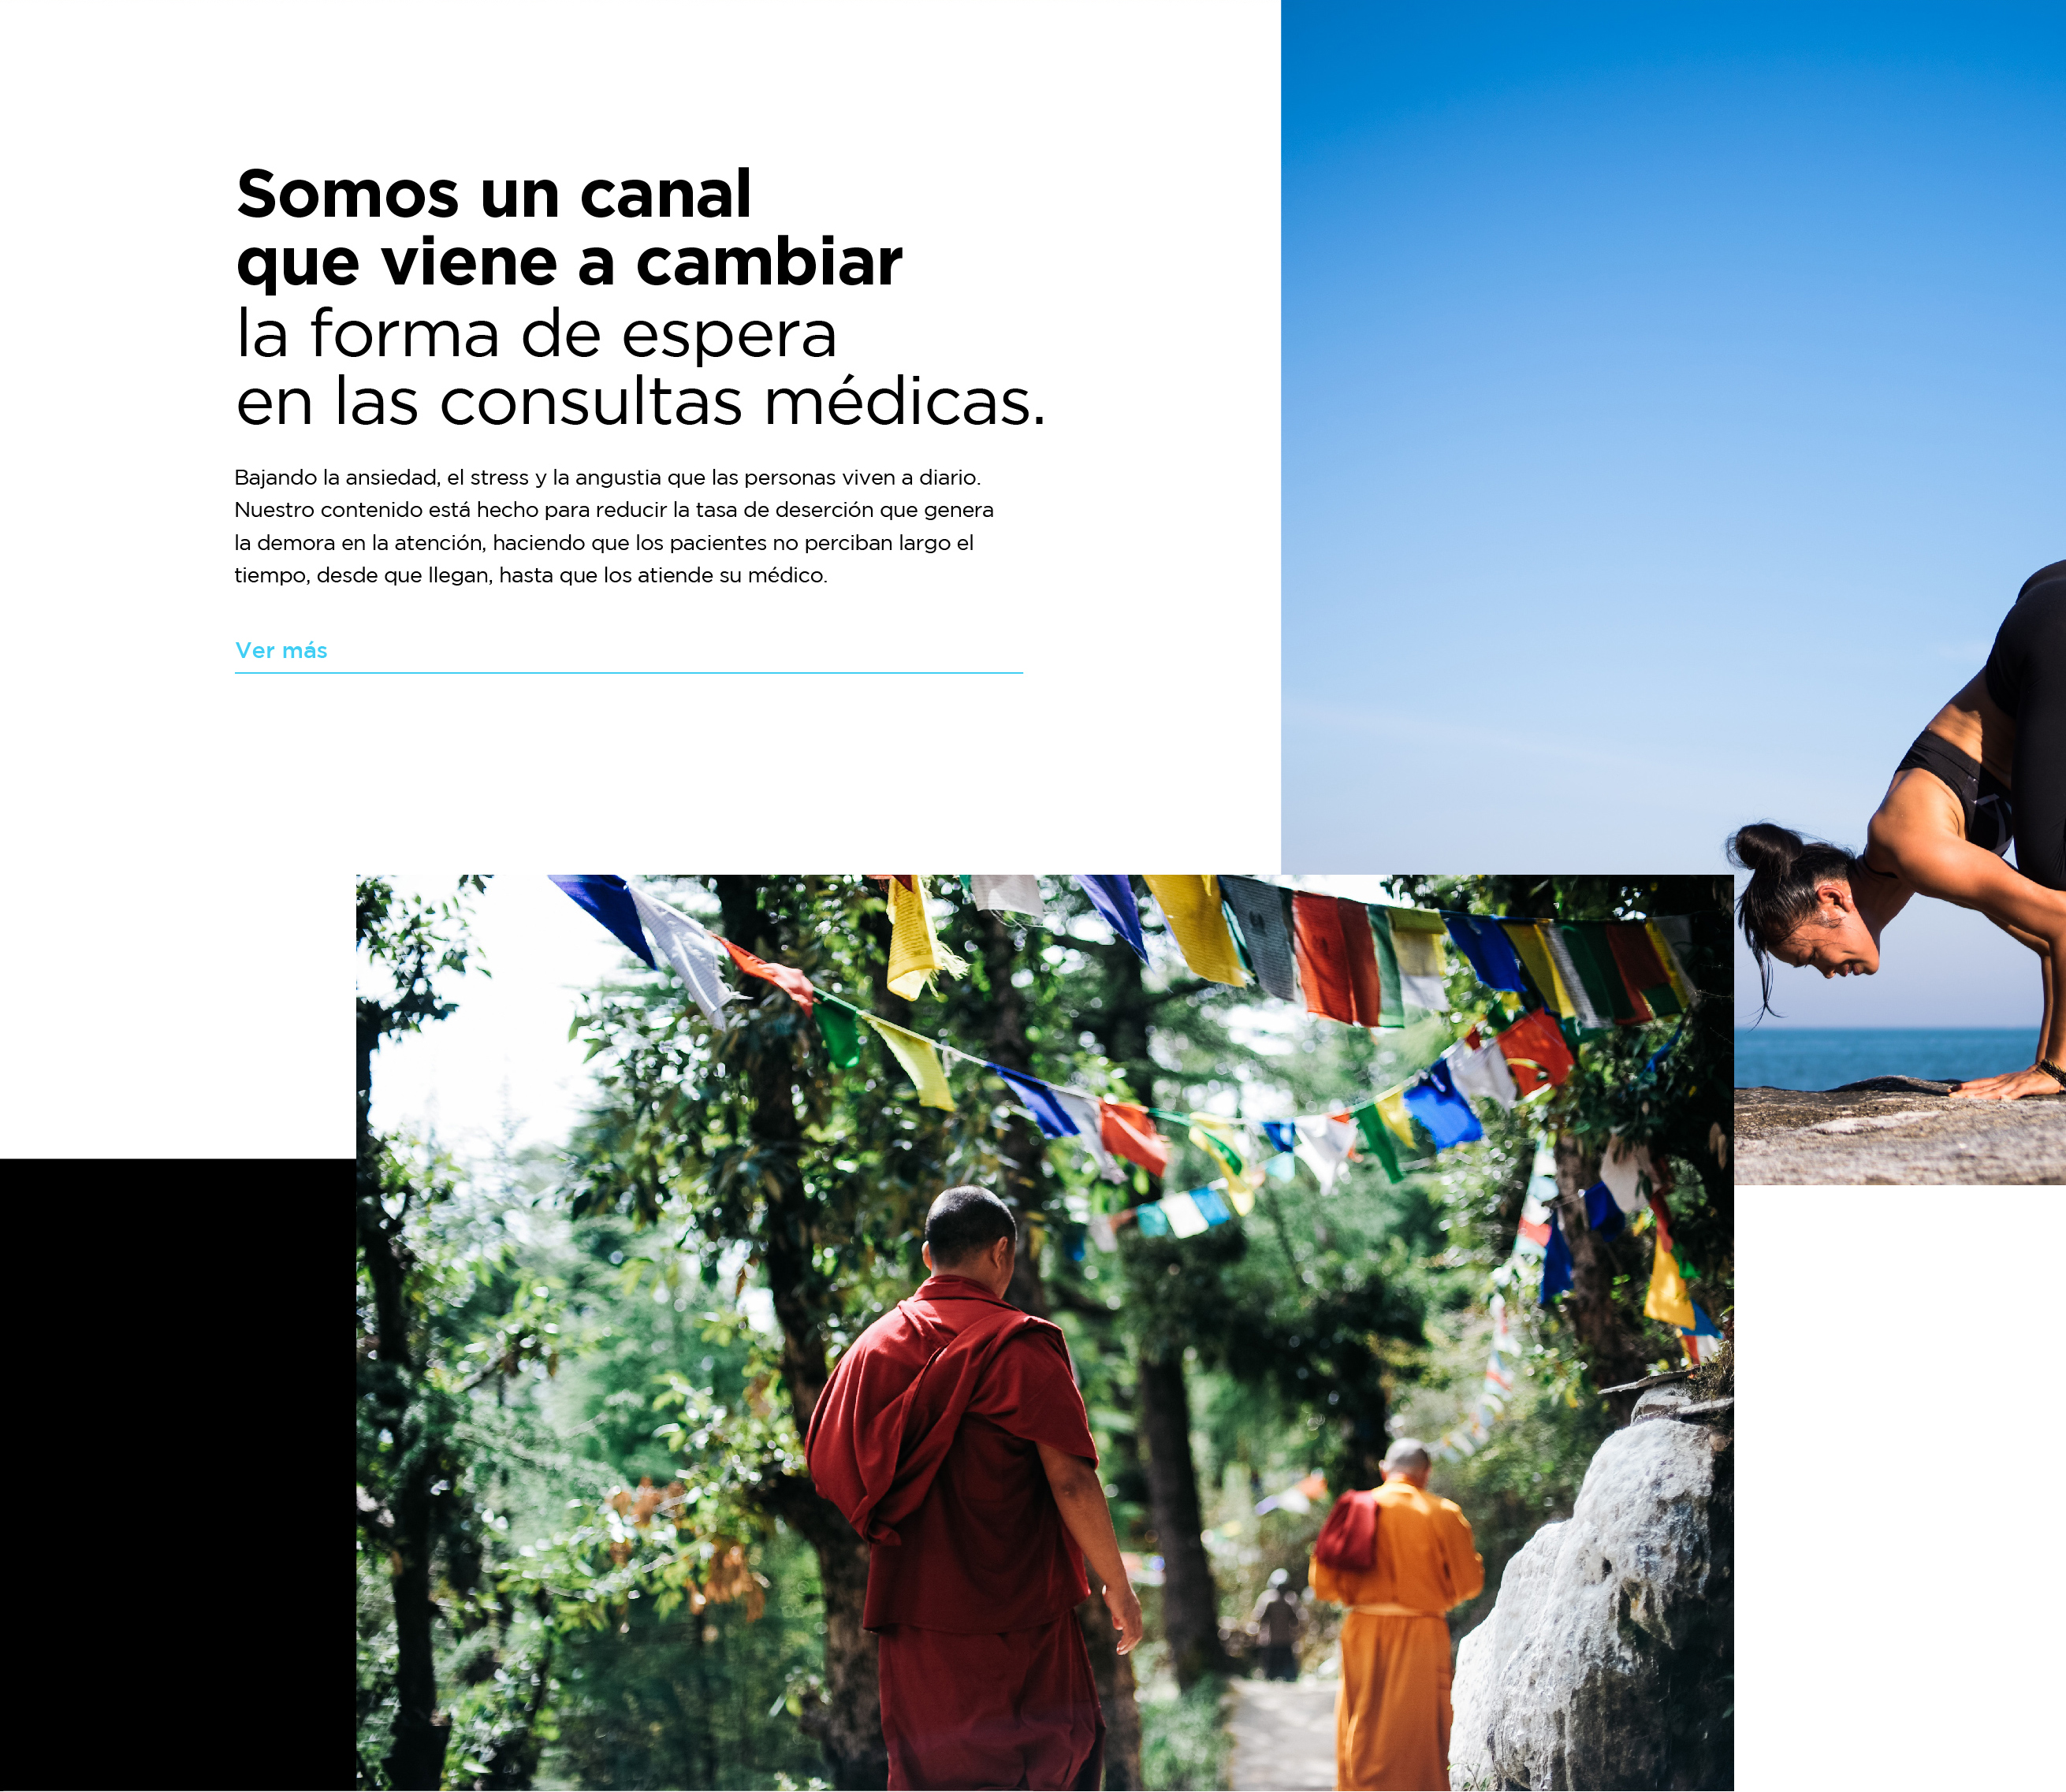 Somos un canal
que viene a cambiar
la forma de espera
en las consultas médicas.
Bajando la ansiedad, el stress y la angustia que las personas viven a diario.
Nuestro contenido está hecho para reducir la tasa de deserción que genera
la demora en la atención, haciendo que los pacientes no perciban largo el
tiempo, desde que llegan, hasta que los atiende su médico.
Ver más